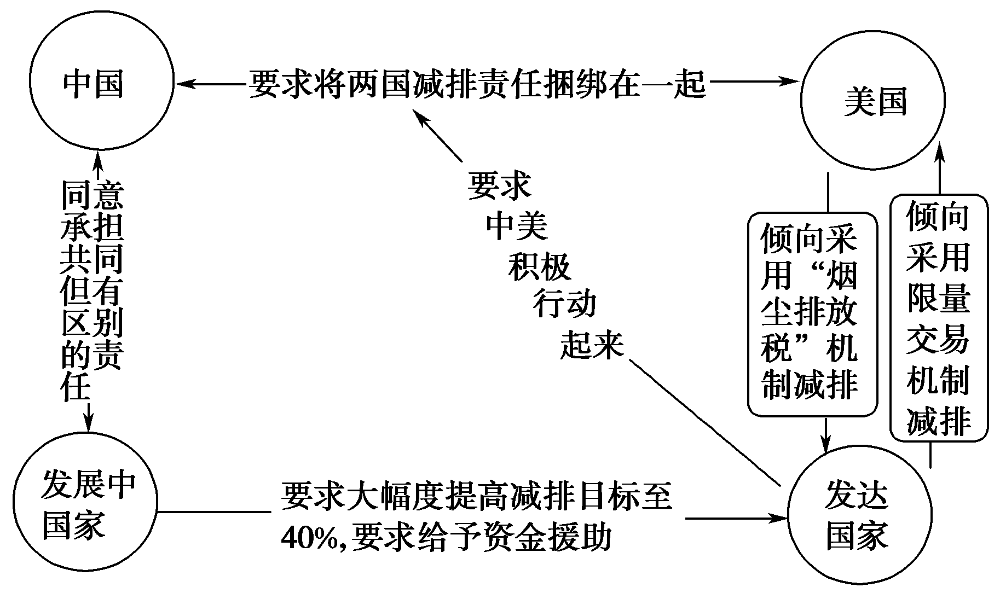 中国
要求将两国减排责任捆绑在一起
美国
同意
承担
共同
但有
区别
的责
任
要求
中美
积极
行动
起来
倾向采
用“烟
尘排放
税”机
制减排
倾向
采用
限量
交易
机制
减排
发展中
国家
要求大幅度提高减排目标至
40%,要求给予资金援助
发达
国家